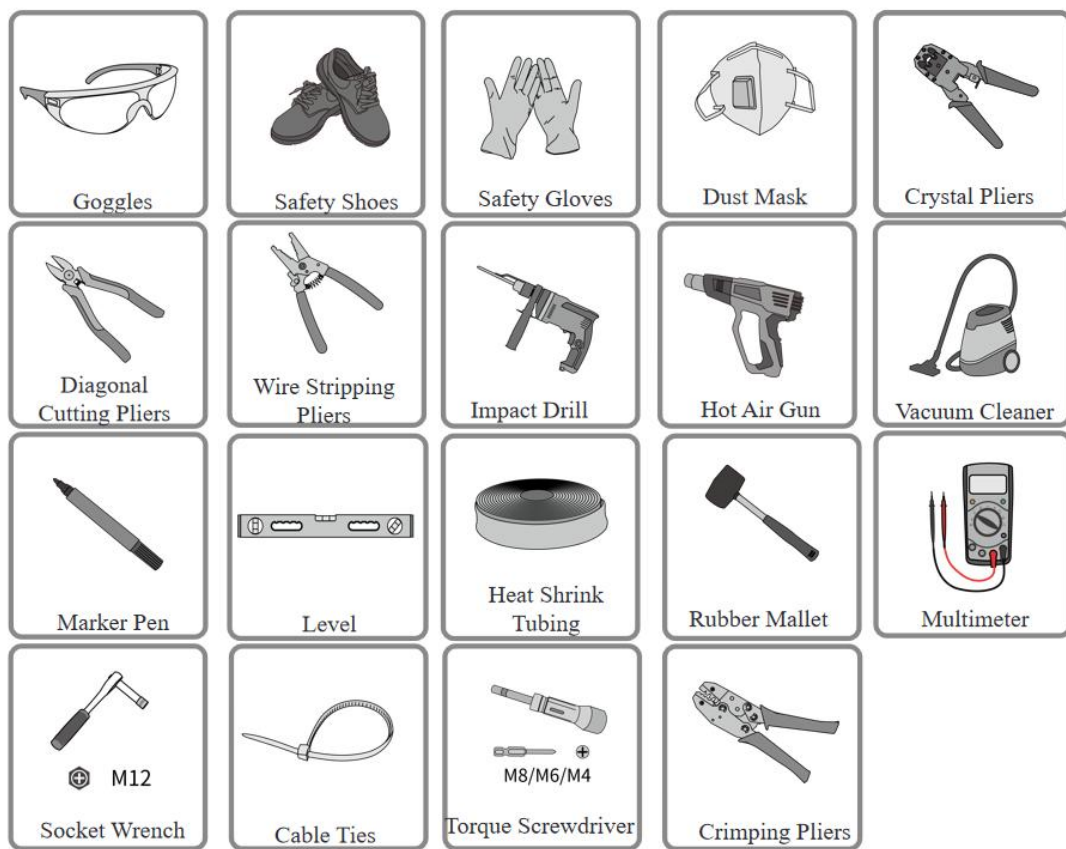 Goggles
Safety Shoes
Safety Gloves
Dust Mask
Crystal Pliers
Diagonal
Cutting Pliers
Wire Stripping
Pliers
Impact Drill
Hot Air Gun
Vacuum Cleaner
Marker Pen
Level
Heat Shrink
Tubing
Rubber Mallet
Multimeter
M12
Socket Wrench
Cable Ties
M8/M6/M4
Torque Screwdriver
Crimping Pliers